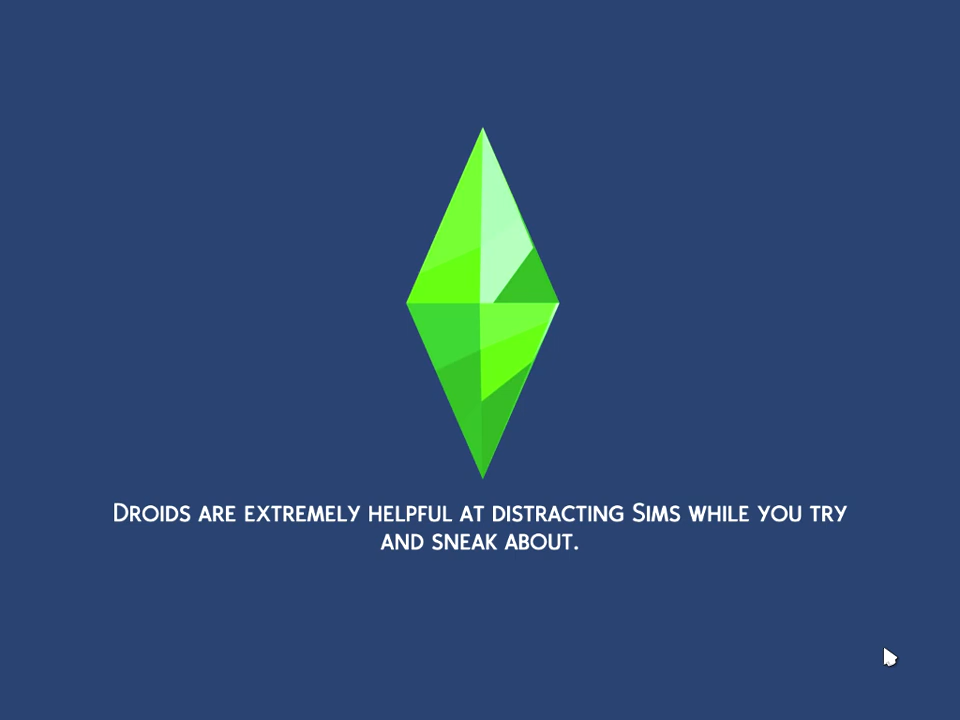 Droids are extremely helpful at distracting Sims while you try
and sneak about.